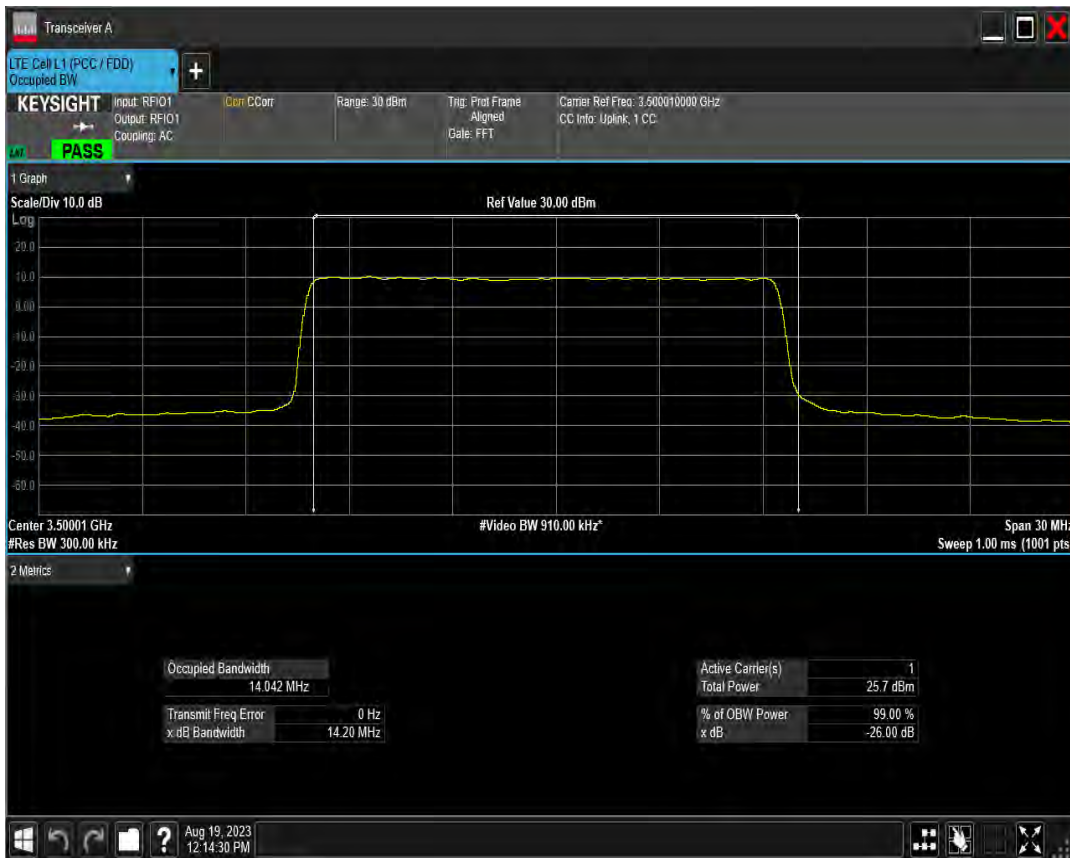 Transceiver A
LTE Cell L1 (PCC / FDD)
Occupied BW
+
KEYSIGHT
PASS
Input: RFIO1
Output: RFIO1
Coupling: AC
Corr CCorr
Range: 30 dBm
Trig: Prot Frame
Aligned
Gate: FFT
Carrier Ref Freq: 3.500010000 GHz
CC Info: Uplink, 1 CC
1 Graph
Scale/Div 10.0 dB
Ref Value 30.00 dBm
Log
20.0
10.0
0.00
-10.0
-20.0
-30.0
-40.0
-50.0
-60.0
Center 3.50001 GHz
#Video BW 910.00 kHz*
Span 30 MHz
#Res BW 300.00 kHz
Sweep 1.00 ms (1001 pts
2 Metrics
Occupied Bandwidth
14.042 MHz
Transmit Freq Error 0 Hz
x dB Bandwidth 14.20 MHz
Active Carrier(s) 1
Total Power 25.7 dBm
% of OBW Power 99.00 %
x dB -26.00 dB
?
Aug 19, 2023
12:14:30 PM